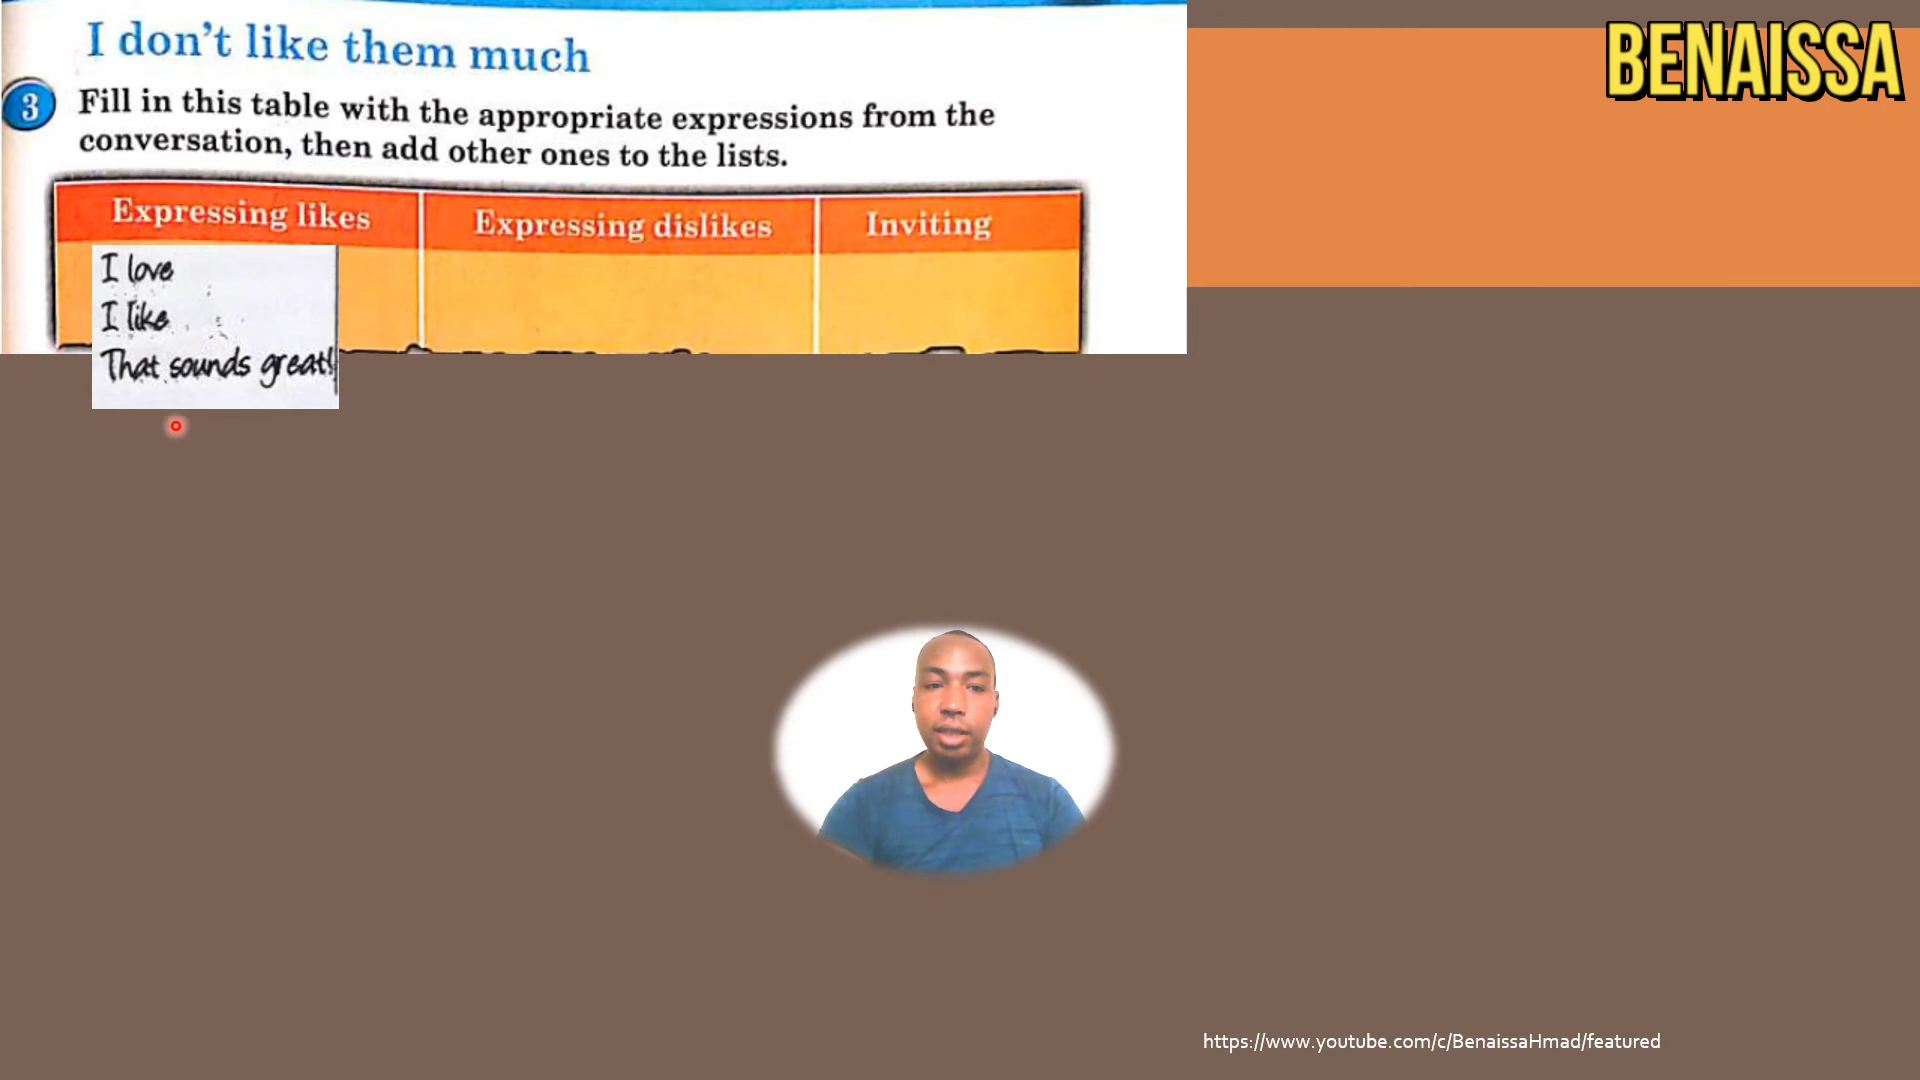 I don't like them much
BENAISSA
3 Fill in this table with the appropriate expressions from the
conversation, then add other ones to the lists.
Expressing likes Expressing dislikes Inviting
I love
I like
That sounds great!
https://www.youtube.com/c/BenaissaHmad/featured